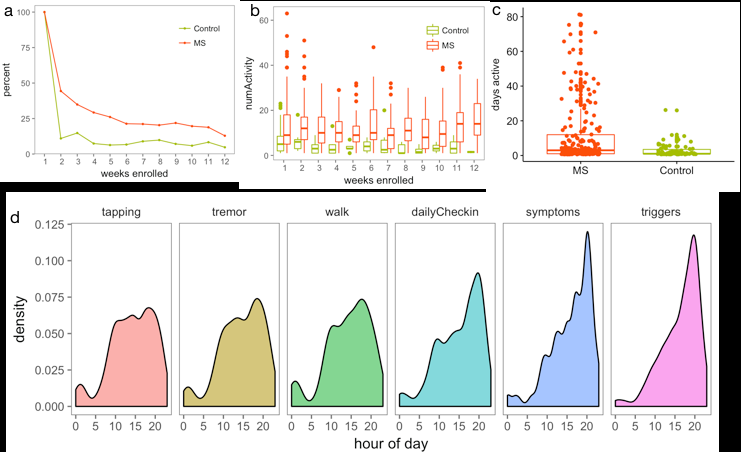 a
percent
100
75
50
25
0
1 2 3 4 5 6 7 8 9 10 11 12
weeks enrolled
Control
MS
b
numActivity
60
40
20
0
1 2 3 4 5 6 7 8 9 10 11 12
weeks enrolled
Control
MS
c
days active
80
60
40
20
0
MS Control
d
tapping tremor walk dailyCheckin symptoms triggers
density
0.125
0.100
0.075
0.050
0.025
0.000
0 5 10 15 20 0 5 10 15 20 0 5 10 15 20 0 5 10 15 20 0 5 10 15 20 0 5 10 15 20
hour of day